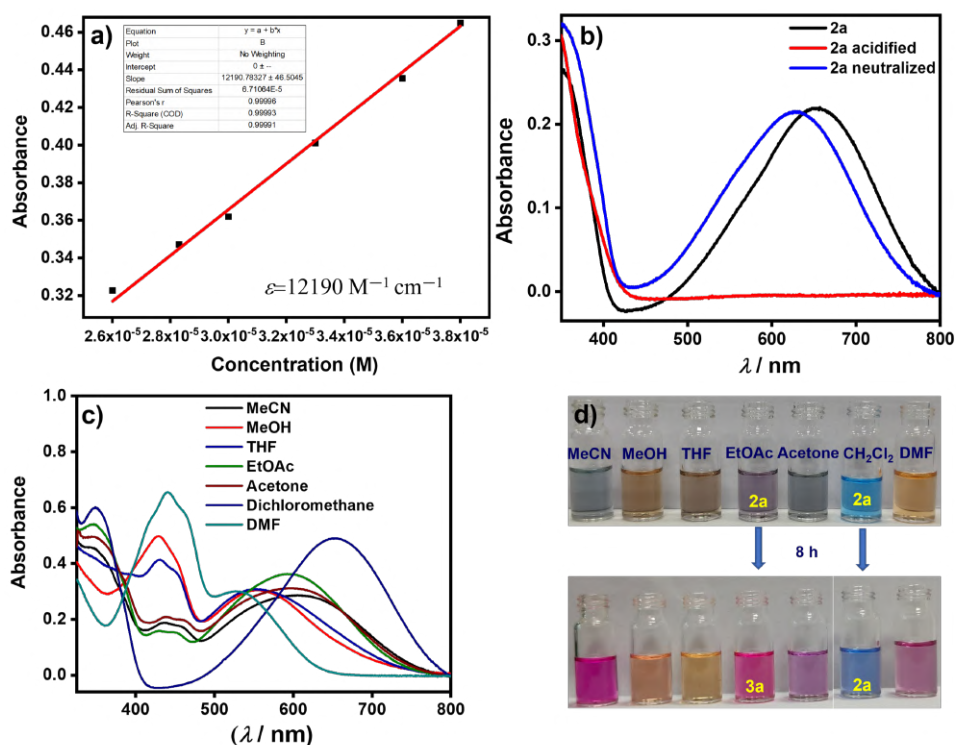 a)
Equation y = a + b*x
Plot B
Weight No Weighting
Intercept 0 ± --
Slope 12190.78327 ± 46.5045
Residual Sum of Squares 6.71064E-5
Pearson's r 0.99996
R-Square (COD) 0.99993
Adj. R-Square 0.99991
ε=12190 M⁻¹ cm⁻¹
0.46
0.44
0.42
0.40
0.38
0.36
0.34
0.32
Absorbance
2.6x10⁻⁵ 2.8x10⁻⁵ 3.0x10⁻⁵ 3.2x10⁻⁵ 3.4x10⁻⁵ 3.6x10⁻⁵ 3.8x10⁻⁵
Concentration (M)
b)
2a
2a acidified
2a neutralized
0.3
0.2
0.1
0.0
Absorbance
400 500 600 700 800
λ / nm
c)
MeCN
MeOH
THF
EtOAc
Acetone
Dichloromethane
DMF
1.0
0.8
0.6
0.4
0.2
0.0
Absorbance
400 500 600 700 800
(λ / nm)
d)
MeCN MeOH THF EtOAc Acetone CH₂Cl₂ DMF
2a 2a
8 h
3a 2a